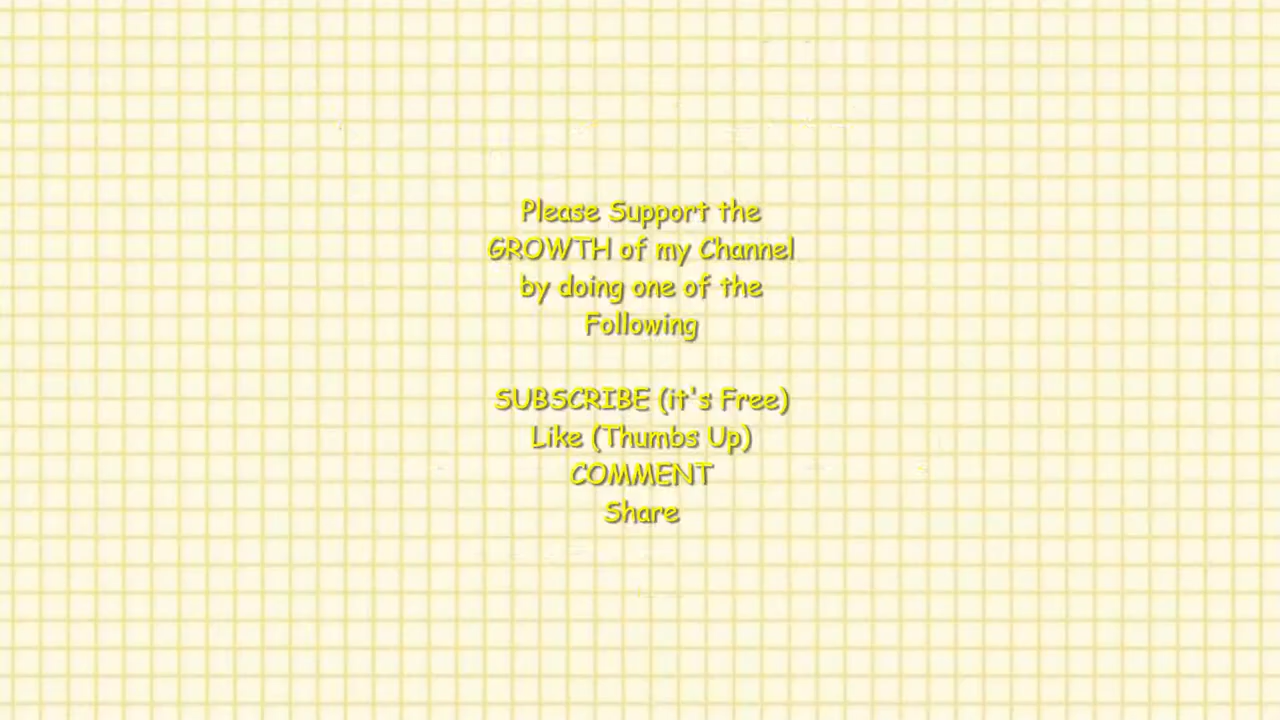 Please Support the
GROWTH of my Channel
by doing one of the
Following
SUBSCRIBE (it's Free)
Like (Thumbs Up)
COMMENT
Share